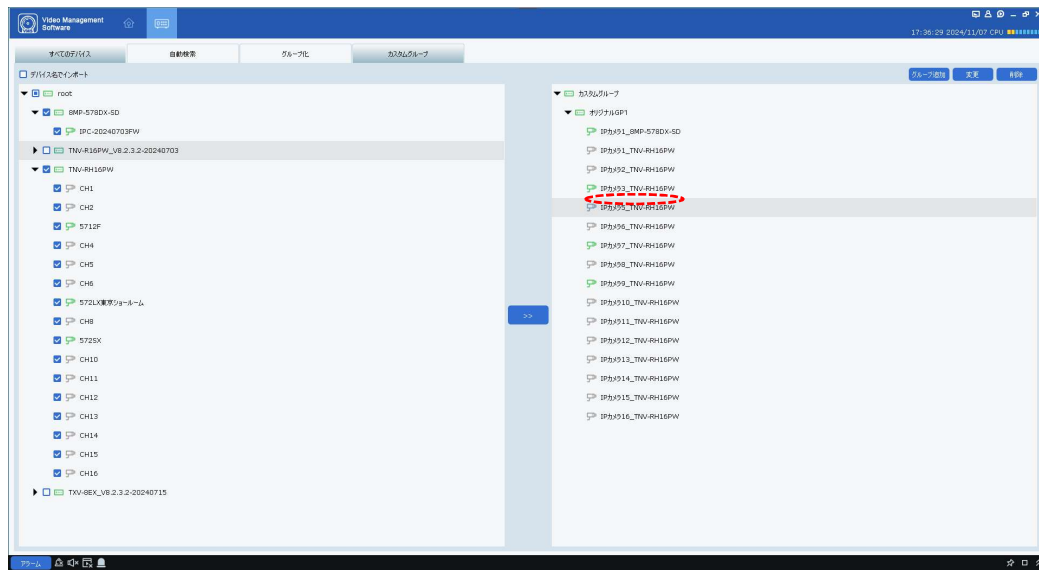 Video Management
Software
17:36:29 2024/11/07 CPU
すべてのデバイス
自動検索
グループ化
カスタムグループ
デバイス名でインポート
グループ追加
変更
削除
root
8MP-578DX-SD
IPC-20240703FW
TNV-R16PW_V8.2.3.2-20240703
TNV-RH16PW
CH1
CH2
5712F
CH4
CH5
CH6
572LX東京ショールーム
CH8
572SX
CH10
CH11
CH12
CH13
CH14
CH15
CH16
TXV-8EX_V8.2.3.2-20240715
>>
カスタムグループ
オリジナルGP1
IPカメラ1_8MP-578DX-SD
IPカメラ1_TNV-RH16PW
IPカメラ2_TNV-RH16PW
IPカメラ3_TNV-RH16PW
IPカメラ5_TNV-RH16PW
IPカメラ6_TNV-RH16PW
IPカメラ7_TNV-RH16PW
IPカメラ8_TNV-RH16PW
IPカメラ9_TNV-RH16PW
IPカメラ10_TNV-RH16PW
IPカメラ11_TNV-RH16PW
IPカメラ12_TNV-RH16PW
IPカメラ13_TNV-RH16PW
IPカメラ14_TNV-RH16PW
IPカメラ15_TNV-RH16PW
IPカメラ16_TNV-RH16PW
アラーム